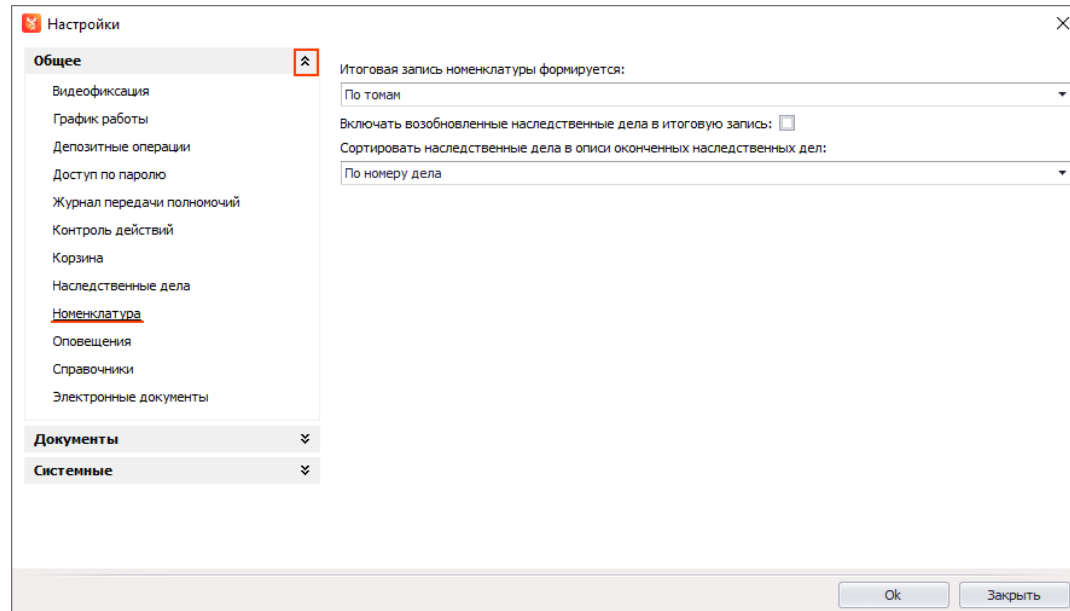 Настройки
Общее
Видеофиксация
График работы
Депозитные операции
Доступ по паролю
Журнал передачи полномочий
Контроль действий
Корзина
Наследственные дела
Номенклатура
Оповещения
Справочники
Электронные документы
Документы
Системные
Итоговая запись номенклатуры формируется:
По томам
Включать возобновленные наследственные дела в итоговую запись:
Сортировать наследственные дела в описи оконченных наследственных дел:
По номеру дела
Ok
Закрыть